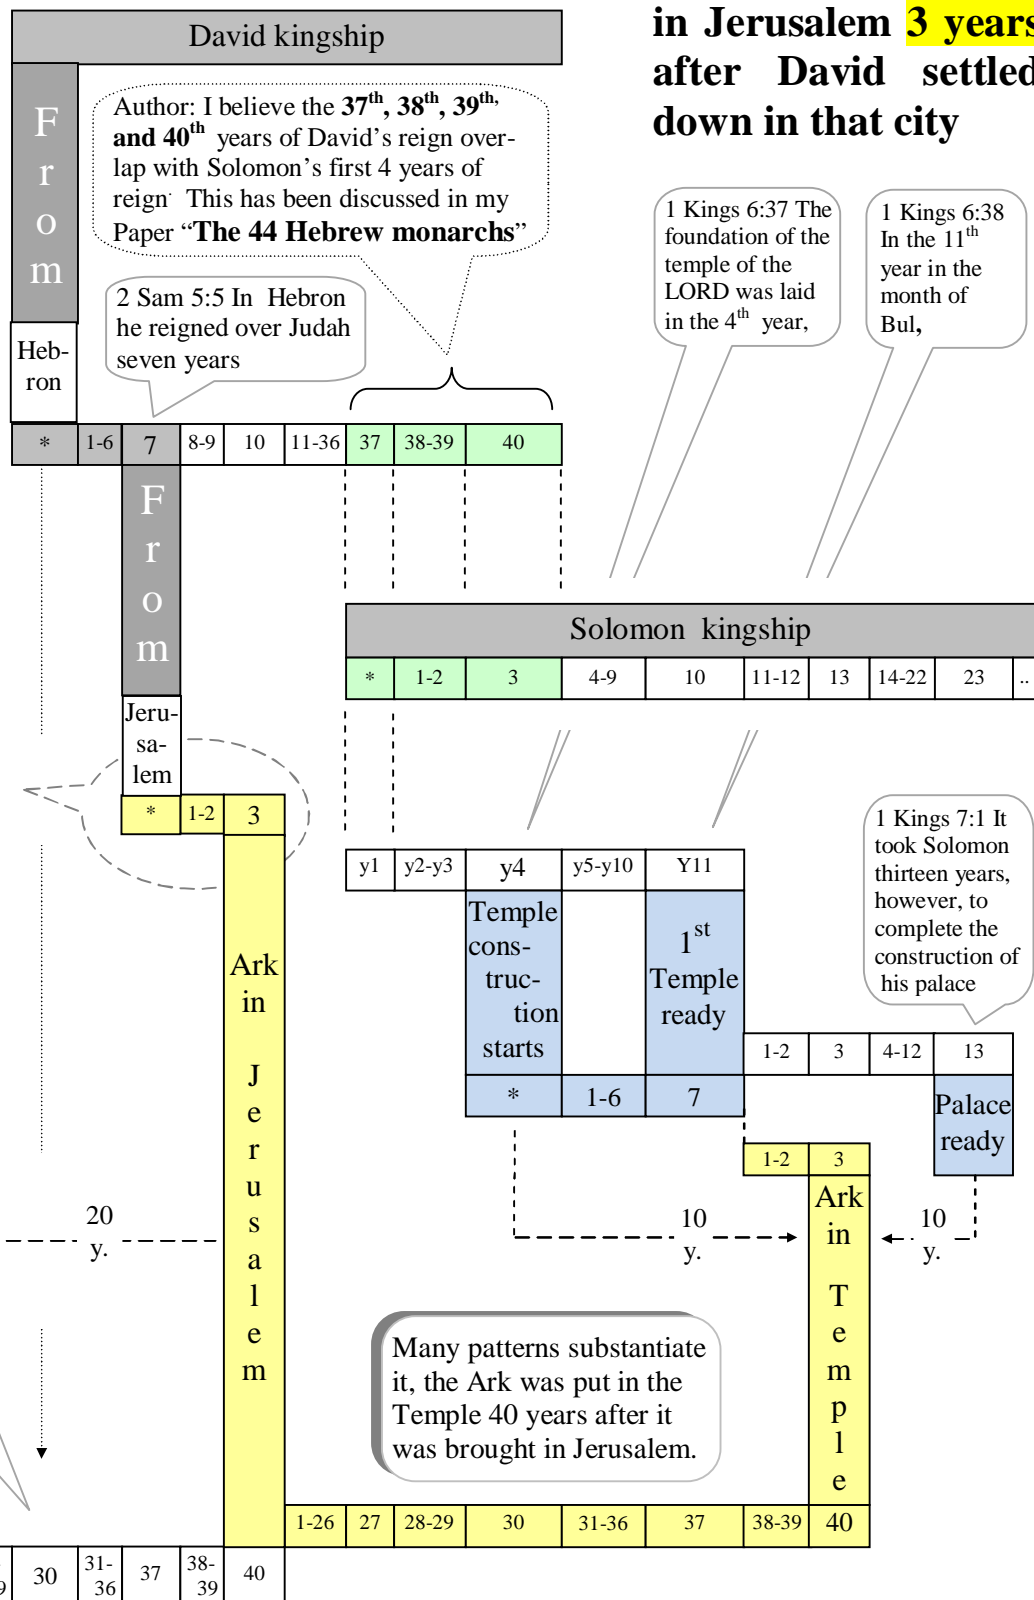 in Jerusalem 3 years
after David settled
down in that city
David kingship
From
Author: I believe the 37th, 38th, 39th,
and 40th years of David's reign over-
lap with Solomon's first 4 years of
reign. This has been discussed in my
Paper “The 44 Hebrew monarchs”
1 Kings 6:37 The
foundation of the
temple of the
LORD was laid
in the 4th year,
1 Kings 6:38
In the 11th
year in the
month of
Bul,
2 Sam 5:5 In Hebron
he reigned over Judah
seven years
Heb-
ron
* 1-6 7 8-9 10 11-36 37 38-39 40
From
Jeru-
sa-
lem
Solomon kingship
* 1-2 3 4-9 10 11-12 13 14-22 23 ..
* 1-2 3
y1 y2-y3 y4 y5-y10 Y11
1 Kings 7:1 It
took Solomon
thirteen years,
however, to
complete the
construction of
his palace
Temple
cons-
truc-
tion
starts
1st
Temple
ready
Ark
in
Jerusalem
1-2 3 4-12 13
* 1-6 7
Palace
ready
1-2 3
Ark
in
Temple
20
y.
10
y.
10
y.
Many patterns substantiate
it, the Ark was put in the
Temple 40 years after it
was brought in Jerusalem.
1-26 27 28-29 30 31-36 37 38-39 40
9 30 31-
36 37 38-
39 40